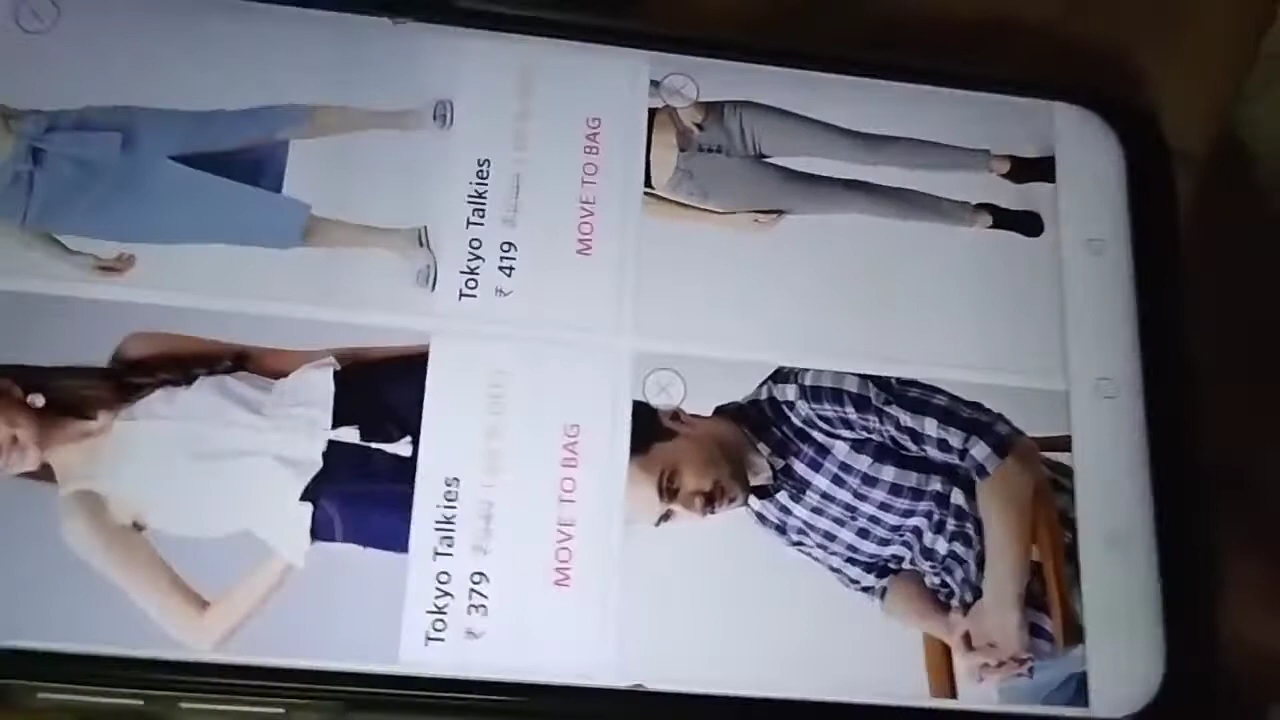 Tokyo Talkies
₹ 379
MOVE TO BAG
Tokyo Talkies
₹ 419
MOVE TO BAG